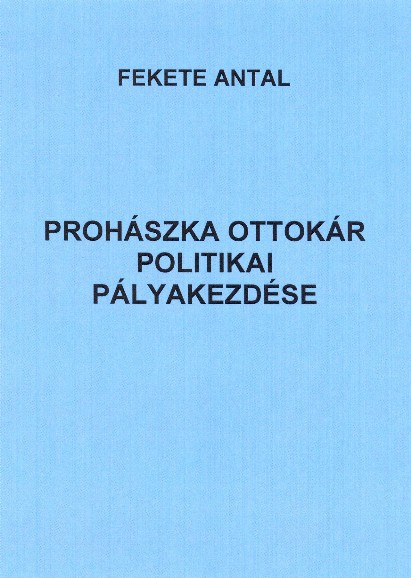 FEKETE ANTAL
PROHÁSZKA OTTOKÁR
POLITIKAI
PÁLYAKEZDÉSE